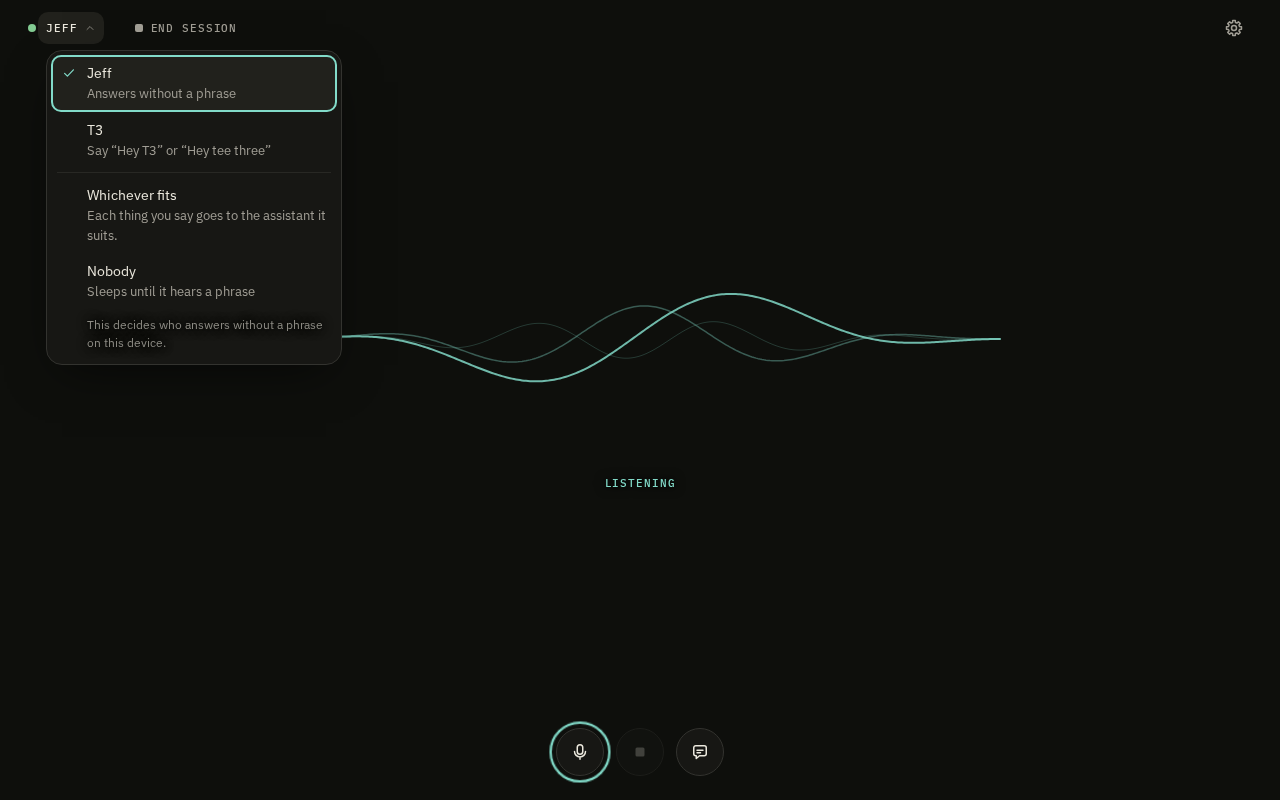 JEFF
END SESSION
Jeff
Answers without a phrase
T3
Say “Hey T3” or “Hey tee three”
Whichever fits
Each thing you say goes to the assistant it
suits.
Nobody
Sleeps until it hears a phrase
This decides who answers without a phrase
on this device.
LISTENING